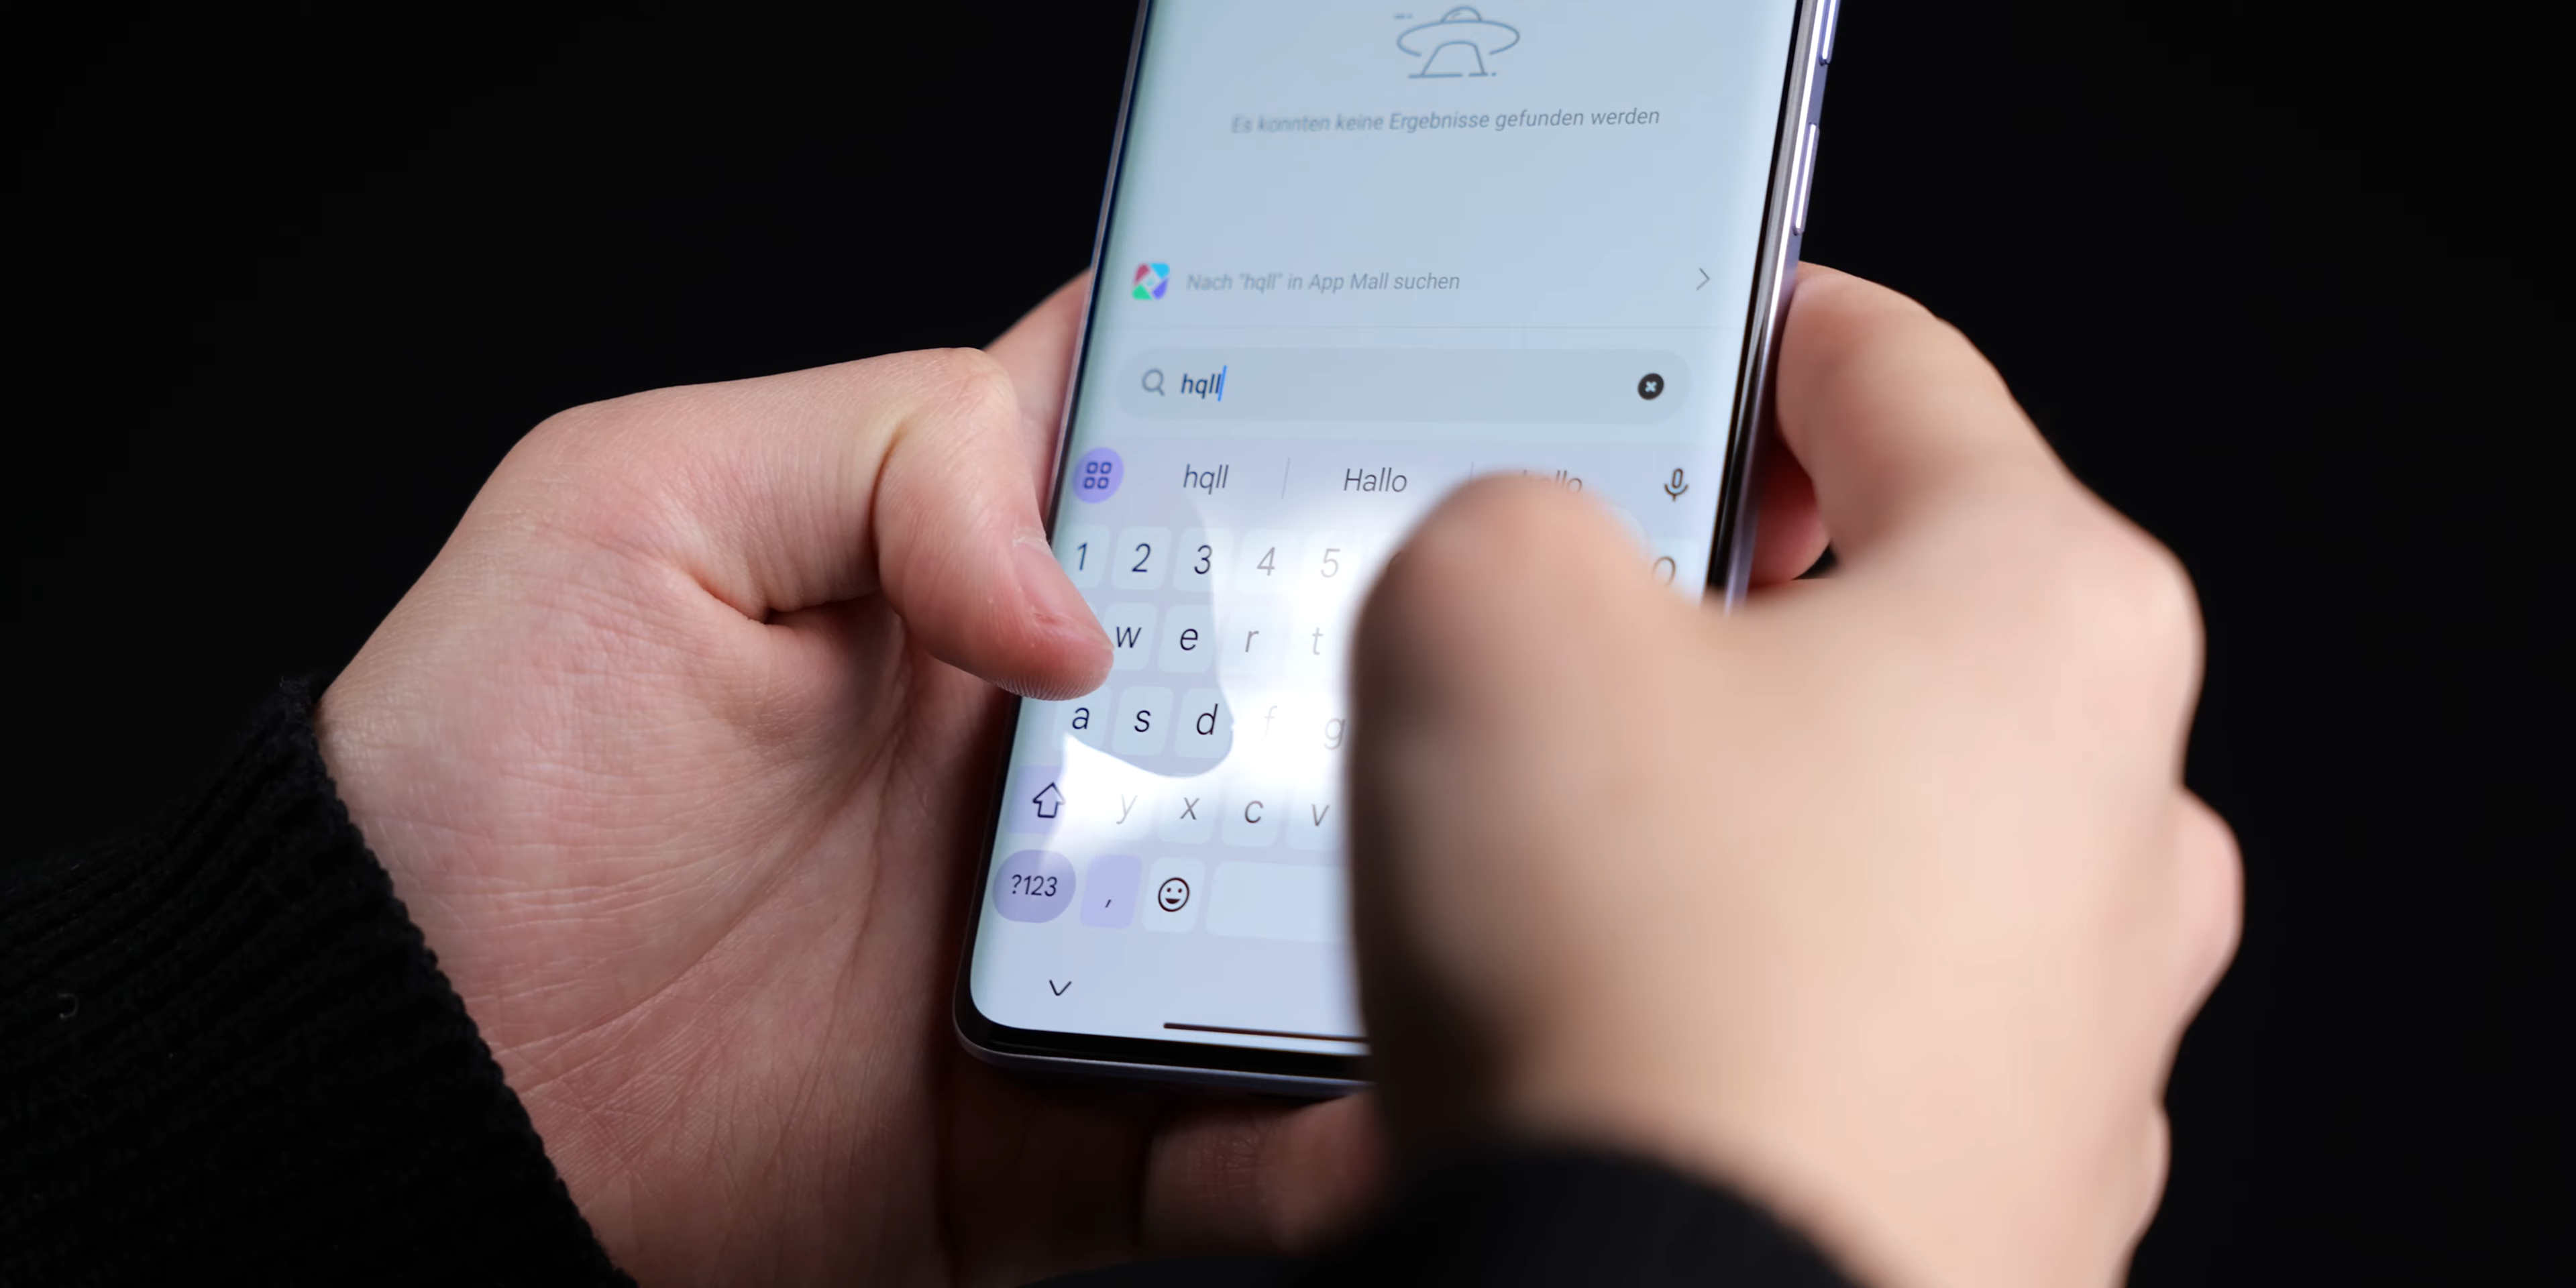 Es konnten keine Ergebnisse gefunden werden
Nach "hqll" in App Mall suchen
hqll
hqll Hallo
1 2 3 4 5
w e r t
a s d f g
y x c v
?123 ,